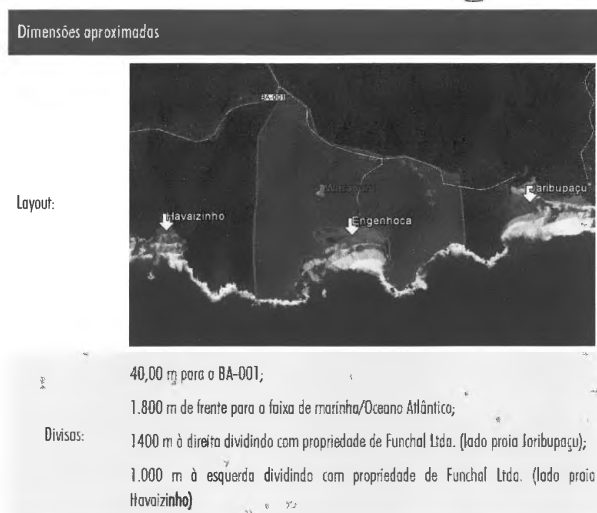 Dimensões aproximadas
Layout:
BA-001
Havaizinho
Engenhoca
Jaribupaçu
40,00 m para a BA-001;
1.800 m de frente para a faixa de marinha/Oceano Atlântico;
Divisas:
1400 m à direita dividindo com propriedade de Funchal Ltda. (lado praia Joribupaçu);
1.000 m à esquerda dividindo com propriedade de Funchal Ltda. (lado praia
Havaizinho)